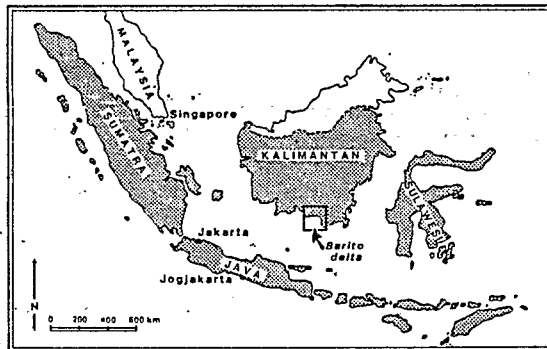 MALAYSIA
Singapore
SUMATRA
KALIMANTAN
SULAWESI
Barito
delta
Jakarta
JAVA
Jogjakarta
N
0 200 400 600 km